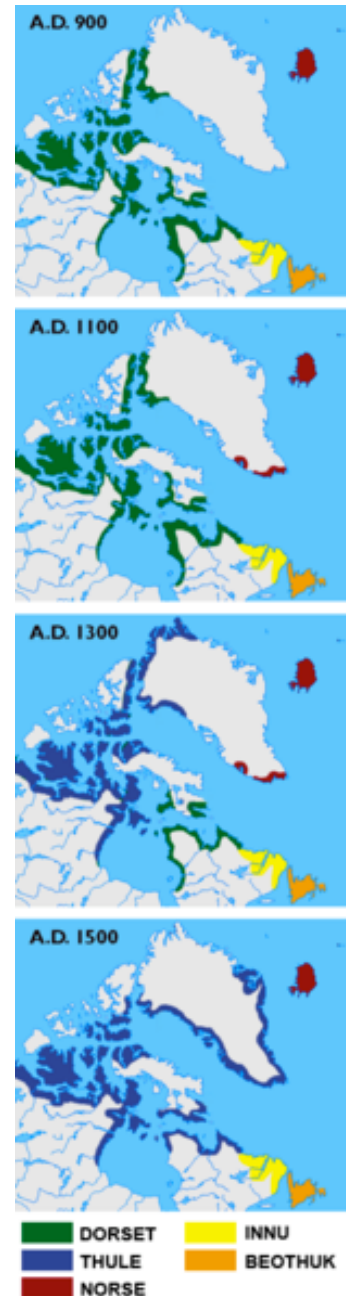 A.D. 900
A.D. 1100
A.D. 1300
A.D. 1500
DORSET INNU
THULE BEOTHUK
NORSE